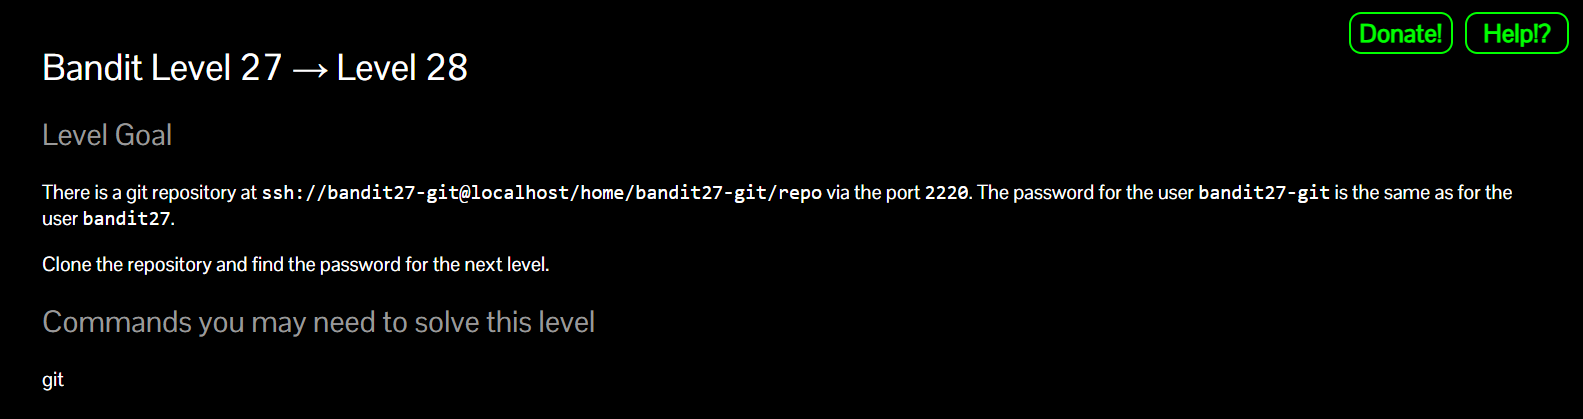 Donate! Help!?
Bandit Level 27 → Level 28
Level Goal
There is a git repository at ssh://bandit27-git@localhost/home/bandit27-git/repo via the port 2220. The password for the user bandit27-git is the same as for the
user bandit27.
Clone the repository and find the password for the next level.
Commands you may need to solve this level
git